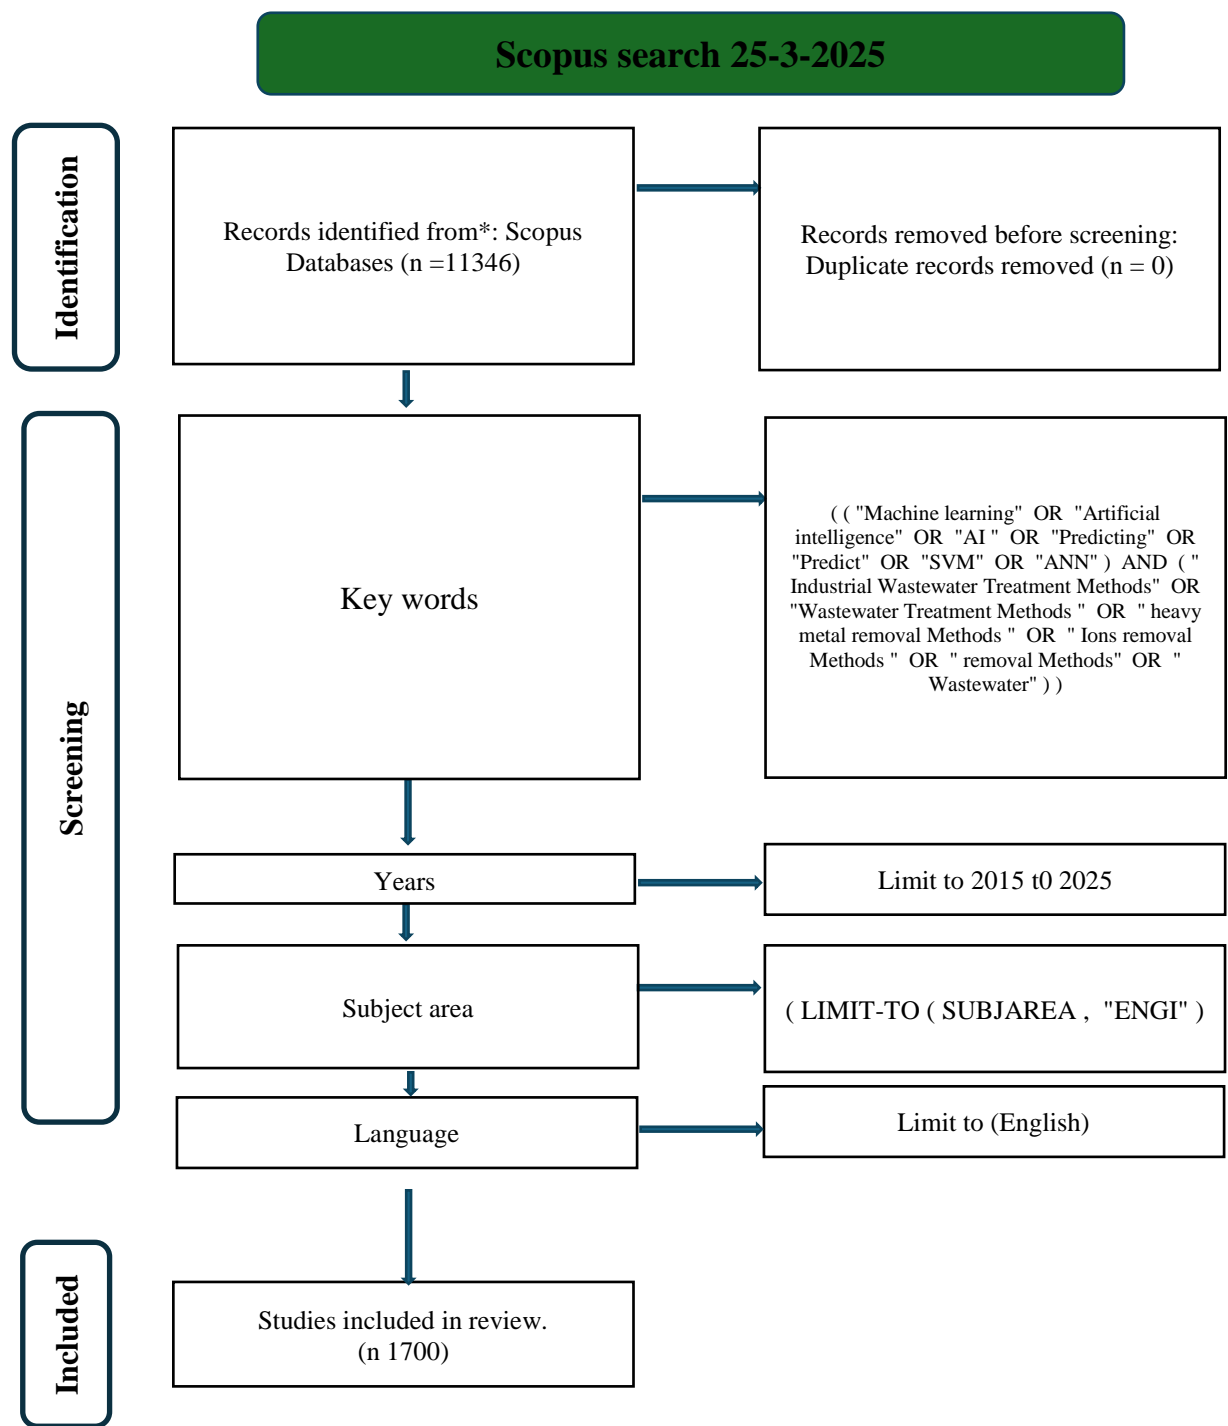 Scopus search 25-3-2025
Identification
Records identified from*: Scopus
Databases (n =11346)
Records removed before screening:
Duplicate records removed (n = 0)
Screening
Key words
( ( "Machine learning" OR "Artificial
intelligence" OR "AI " OR "Predicting" OR
"Predict" OR "SVM" OR "ANN" ) AND ( "
Industrial Wastewater Treatment Methods" OR
"Wastewater Treatment Methods " OR " heavy
metal removal Methods " OR " Ions removal
Methods " OR " removal Methods" OR "
Wastewater" ) )
Years
Limit to 2015 t0 2025
Subject area
( LIMIT-TO ( SUBJAREA , "ENGI" )
Language
Limit to (English)
Included
Studies included in review.
(n 1700)